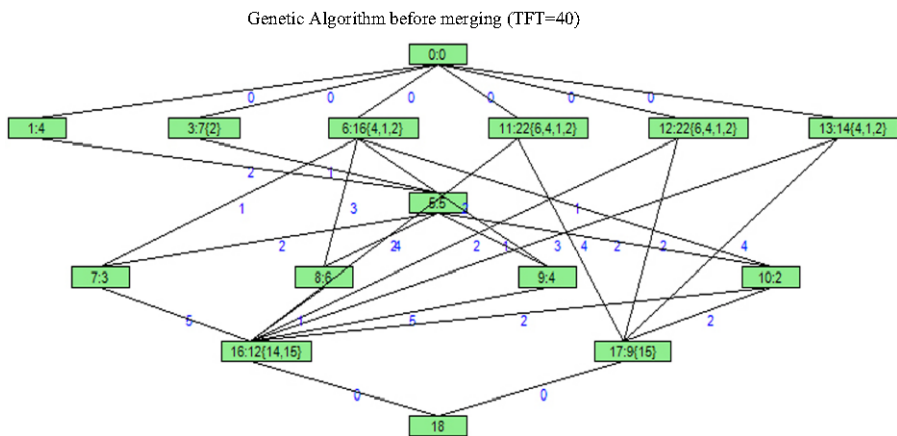 Genetic Algorithm before merging (TFT=40)
0:0
0 0 0 0 0 0
1:4 3:7{2} 6:16{4,1,2} 11:22{6,4,1,2} 12:22{6,4,1,2} 13:14{4,1,2}
2 1
5:5
1 3 2 1
2 2 4 2 1 3 4 2 2 4
7:3 8:6 9:4 10:2
5 1 5 2 2
16:12{14,15} 17:9{15}
0 0
18